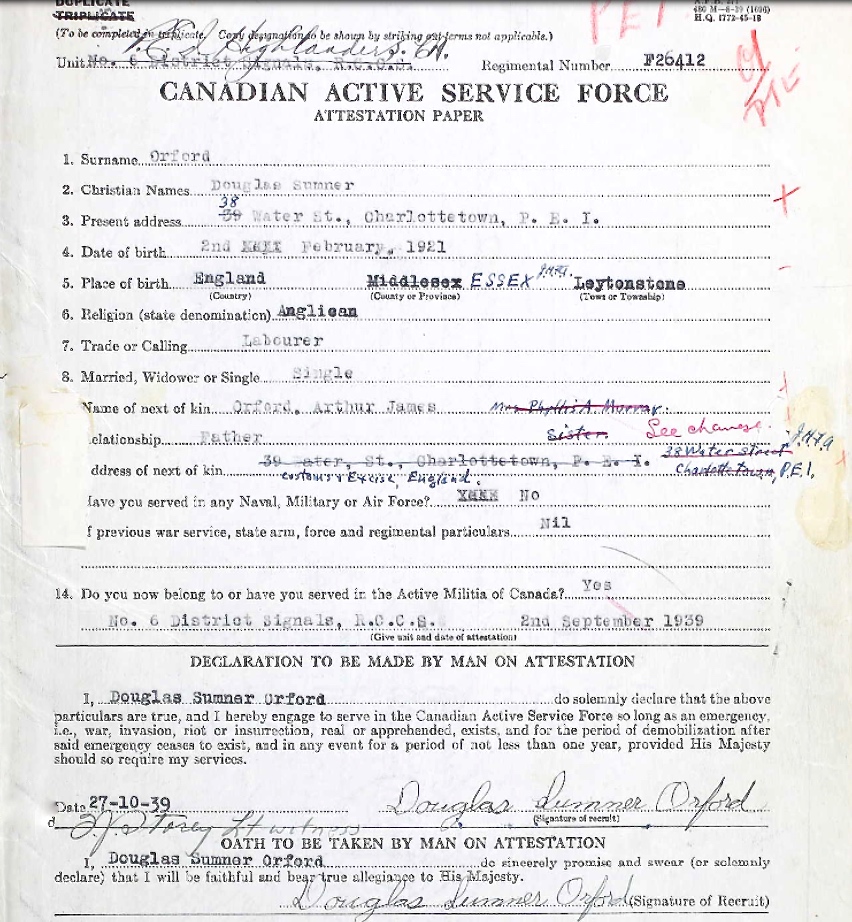 DUPLICATE
TRIPLICATE
480 M—8-39 (1696)
H.Q. 1772-45-18
PEI
(To be completed in triplicate. Copy designation to be shown by striking out terms not applicable.)
P.E.I. Highlanders.
Unit No. 6 District Signals, R.C.C.S. Regimental Number F26412
CANADIAN ACTIVE SERVICE FORCE
ATTESTATION PAPER
1. Surname Orford
2. Christian Names Douglas Sumner
38
3. Present address 39 Water St., Charlottetown, P. E. I.
4. Date of birth 2nd February, 1921
5. Place of birth England Middlesex ESSEX Leytonstone
(Country) (County or Province) (Town or Township)
6. Religion (state denomination) Anglican
7. Trade or Calling Labourer
8. Married, Widower or Single Single
Name of next of kin Orford, Arthur James Mrs Phyllis A Murray.
elationship Father Sister. See change.
ddress of next of kin 39 ater, St., Charlottetown, P. E. I. 38 Water Street
Customs & Excise, England. Charlottetown, P.E.I.
Have you served in any Naval, Military or Air Force? No
f previous war service, state arm, force and regimental particulars Nil
14. Do you now belong to or have you served in the Active Militia of Canada? Yes
No. 6 District Signals, R.C.C.S. 2nd September 1939
(Give unit and date of attestation)
DECLARATION TO BE MADE BY MAN ON ATTESTATION
I, Douglas Sumner Orford do solemnly declare that the above
particulars are true, and I hereby engage to serve in the Canadian Active Service Force so long as an emergency,
i.e., war, invasion, riot or insurrection, real or apprehended, exists, and for the period of demobilization after
said emergency ceases to exist, and in any event for a period of not less than one year, provided His Majesty
should so require my services.
Date 27-10-39 Douglas Sumner Orford
(Signature of recruit)
Storey Lt witness
OATH TO BE TAKEN BY MAN ON ATTESTATION
I, Douglas Sumner Orford do sincerely promise and swear (or solemnly
declare) that I will be faithful and bear true allegiance to His Majesty.
Douglas Sumner Orford (Signature of Recruit)